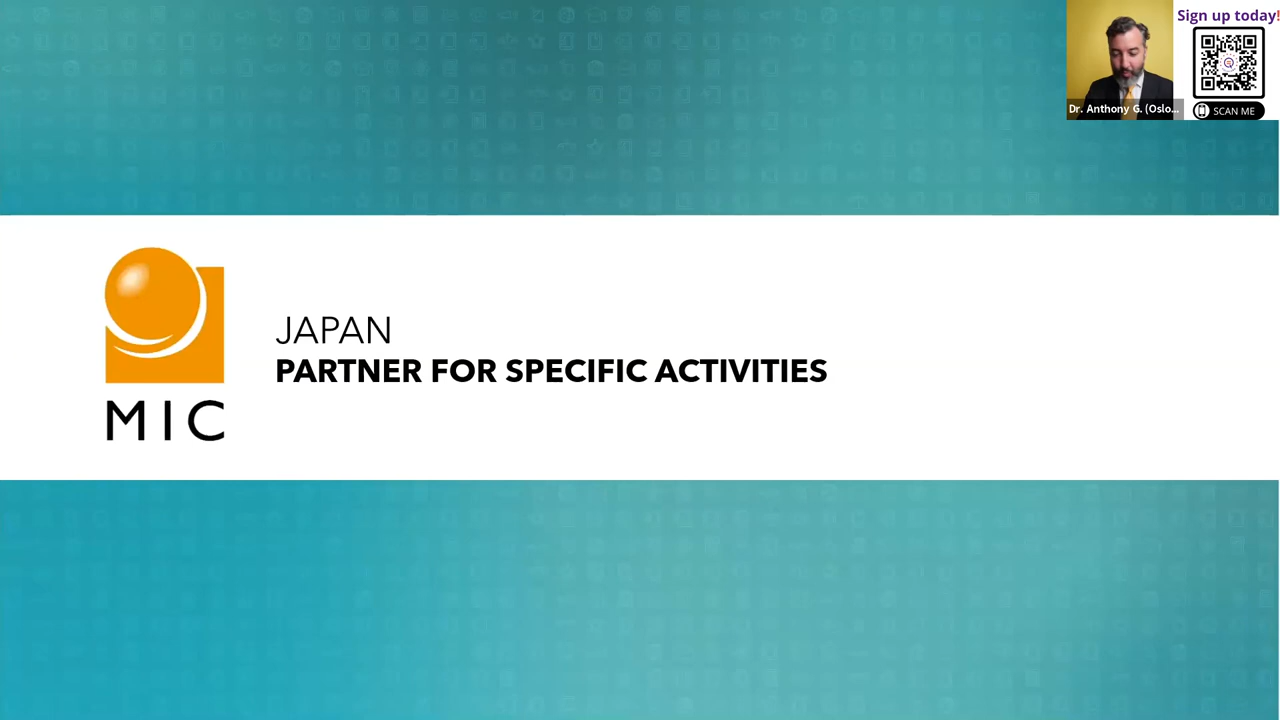 Sign up today!
Dr. Anthony G. (Oslo...
SCAN ME
MIC
JAPAN
PARTNER FOR SPECIFIC ACTIVITIES